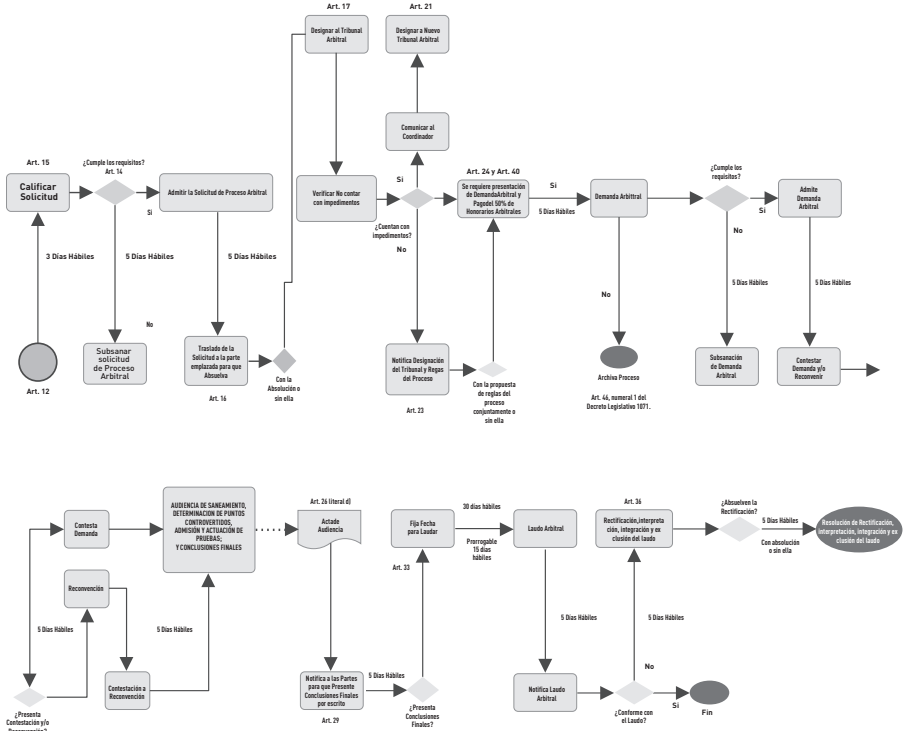 Art. 17
Designar al Tribunal
Arbitral
Art. 21
Designar a Nuevo
Tribunal Arbitral
Comunicar al
Coordinador
Art. 15
Calificar
Solicitud
¿Cumple los requisitos?
Art. 14
Si
Admitir la Solicitud de Proceso Arbitral
Verificar No contar
con impedimentos
Si
¿Cuentan con
impedimentos?
No
Art. 24 y Art. 40
Se requiere presentación
de DemandaArbitral y
Pagodel 50% de
Honorarios Arbitrales
Si
5 Días Hábiles
Demanda Arbittral
¿Cumple los
requisitos?
Si
No
Admite
Demanda
Arbitral
3 Días Hábiles
5 Días Hábiles
5 Días Hábiles
5 Días Hábiles
5 Días Hábiles
No
No
Art. 12
Subsanar
solicitud
de Proceso
Arbitral
Traslado de la
Solicitud a la parte
emplazado para que
Absuelva
Art. 16
Con la
Absolución o
sin ella
Notifica Designación
del Tribunal y Regas
del Proceso
Art. 23
Con la propuesta
de reglas del
proceso
conjuntamente o
sin ella
Archiva Proceso
Art. 46, numeral 1 del
Decreto Legislativo 1071.
Subsanación
de Demanda
Arbitral
Contestar
Demanda y/o
Reconvenir
Contesta
Demanda
AUDIENCIA DE SANEAMIENTO,
DETERMINACION DE PUNTOS
CONTROVERTIDOS,
ADMISIÓN Y ACTUACIÓN DE
PRUEBAS;
Y CONCLUSIONES FINALES
Art. 26 literal d)
Actade
Audiencia
Fija Fecha
para Laudar
Art. 33
30 días hábiles
Prorrogable
15 días
hábiles
Laudo Arbitral
Art. 36
Rectificación,interpreta
ción, integración y ex
clusión del laudo
¿Absuelven la
Rectificación?
5 Días Hábiles
Con absolución
o sin ella
Resolución de Rectificación,
interpretación, integración y ex
clusión del laudo
Reconvención
5 Días Hábiles
5 Días Hábiles
5 Días Hábiles
5 Días Hábiles
¿Presenta
Contestación y/o
Contestación a
Reconvención
Notifica a las Partes
para que Presente
Conclusiones Finales
por escrito
Art. 29
5 Días Hábiles
¿Presenta
Conclusiones
Finales?
Notifica Laudo
Arbitral
¿Conforme con
el Laudo?
No
Si
Fin